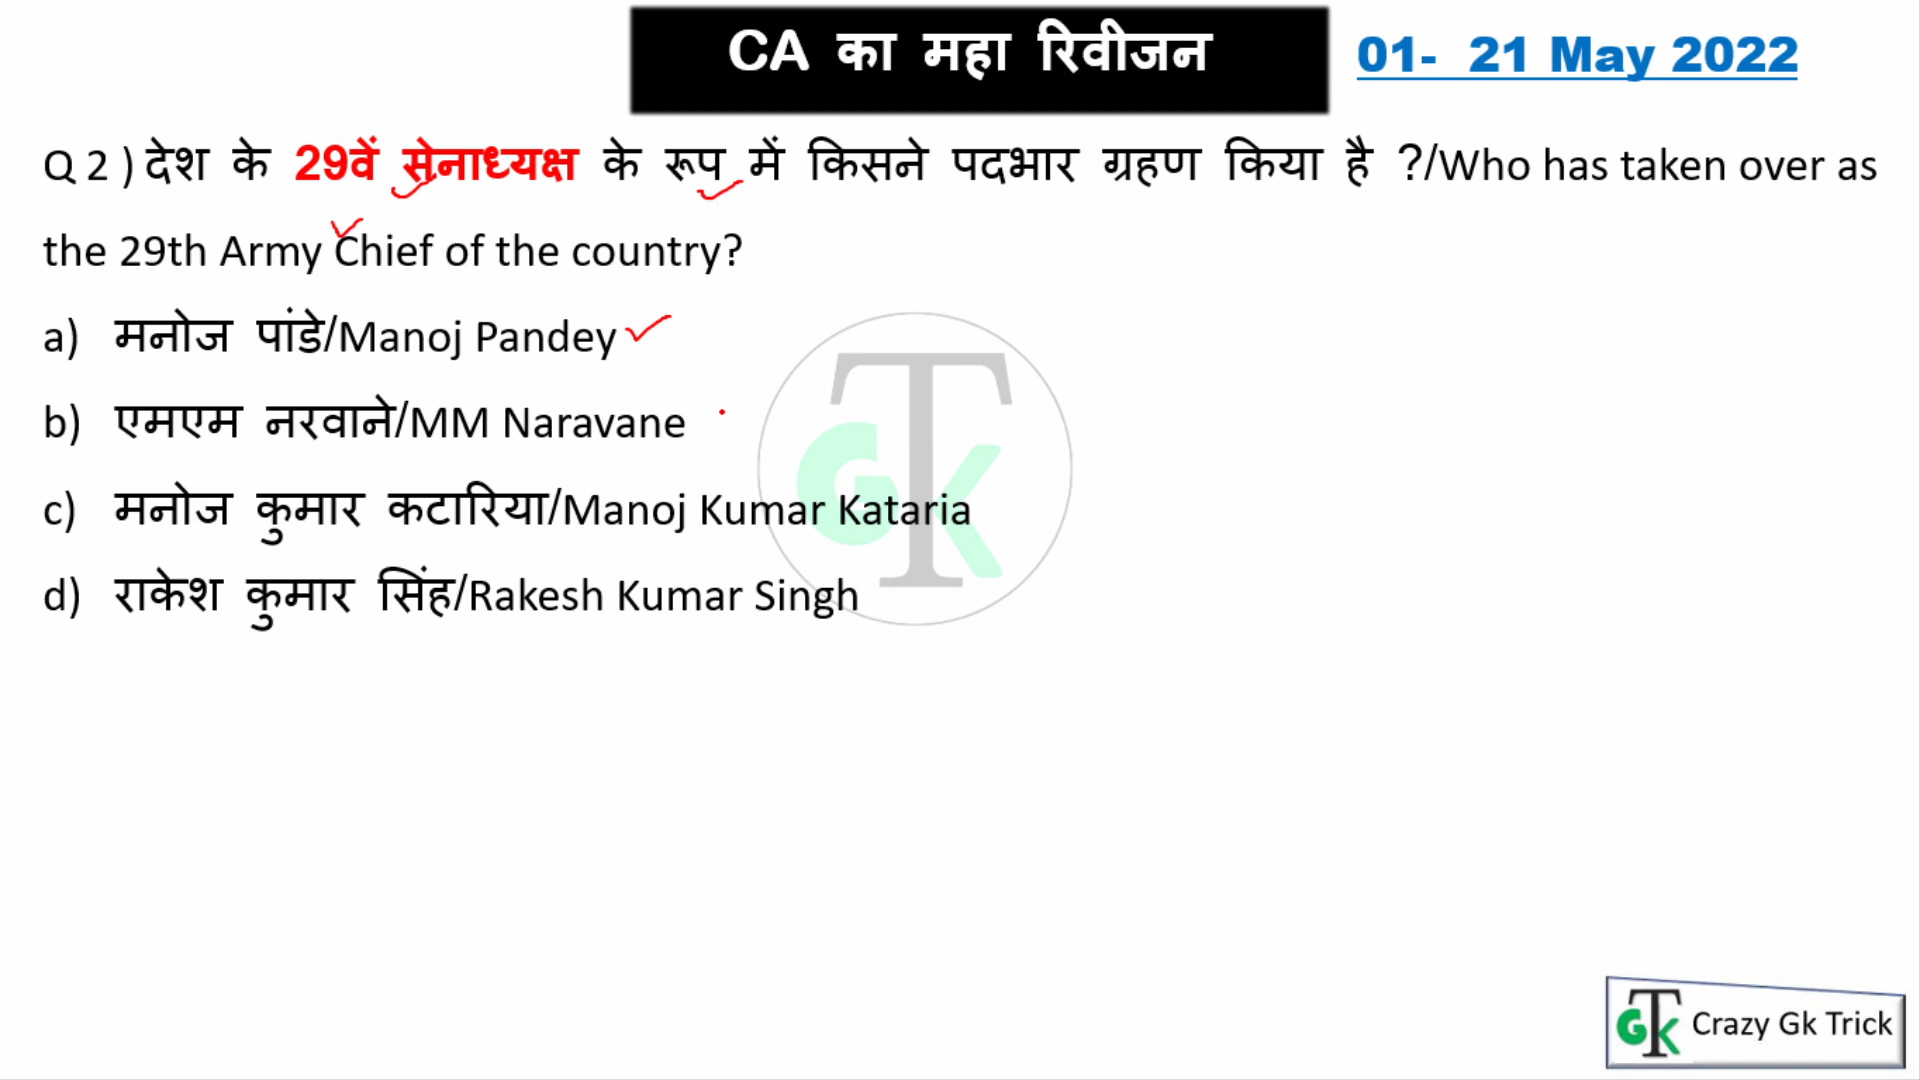 CA का महा रिवीजन
01- 21 May 2022
Q 2 ) देश के 29वें सेनाध्यक्ष के रूप में किसने पदभार ग्रहण किया है ?/Who has taken over as
the 29th Army Chief of the country?
a) मनोज पांडे/Manoj Pandey
b) एमएम नरवाने/MM Naravane
c) मनोज कुमार कटारिया/Manoj Kumar Kataria
d) राकेश कुमार सिंह/Rakesh Kumar Singh
GTK
GTK Crazy Gk Trick